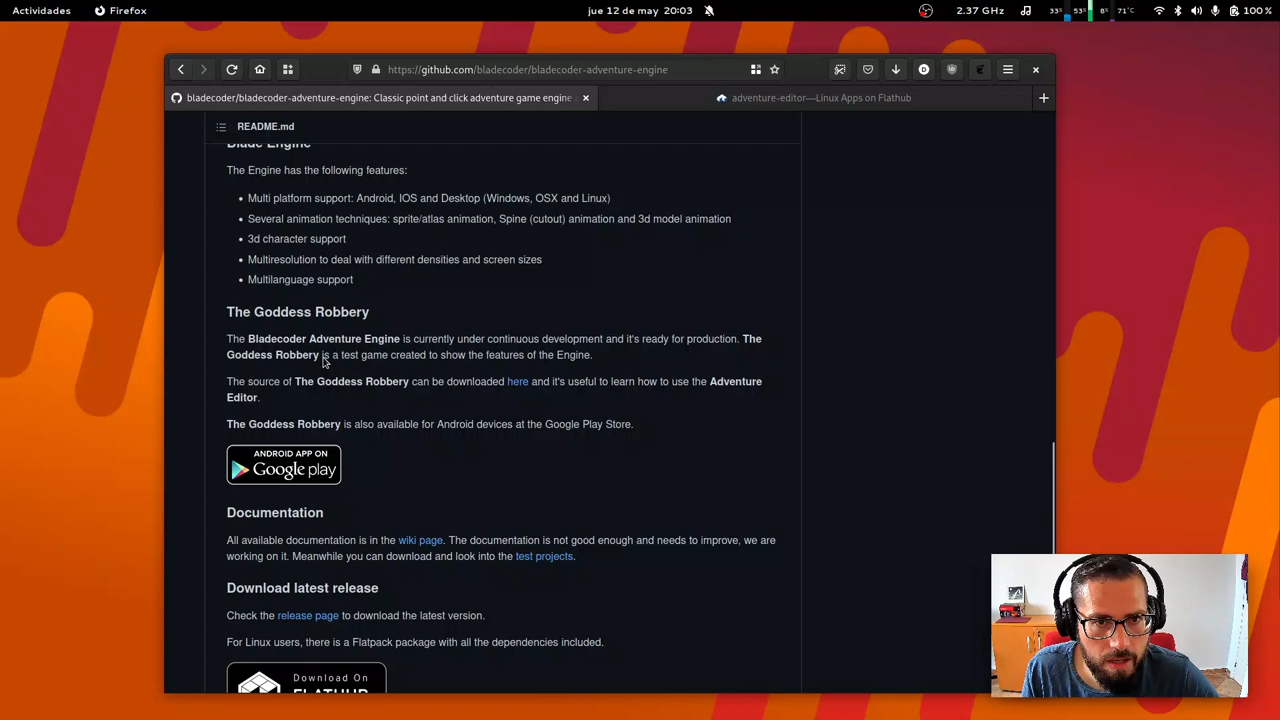 Actividades Firefox jue 12 de may 20:03 2.37 GHz 33% 53% 8% 71°C 100 %
https://github.com/bladecoder/bladecoder-adventure-engine
bladecoder/bladecoder-adventure-engine: Classic point and click adventure game engine adventure-editor—Linux Apps on Flathub
README.md
Blade Engine
The Engine has the following features:
Multi platform support: Android, IOS and Desktop (Windows, OSX and Linux)
Several animation techniques: sprite/atlas animation, Spine (cutout) animation and 3d model animation
3d character support
Multiresolution to deal with different densities and screen sizes
Multilanguage support
The Goddess Robbery
The Bladecoder Adventure Engine is currently under continuous development and it's ready for production. The
Goddess Robbery is a test game created to show the features of the Engine.
The source of The Goddess Robbery can be downloaded here and it's useful to learn how to use the Adventure
Editor.
The Goddess Robbery is also available for Android devices at the Google Play Store.
ANDROID APP ON
Google play
Documentation
All available documentation is in the wiki page. The documentation is not good enough and needs to improve, we are
working on it. Meanwhile you can download and look into the test projects.
Download latest release
Check the release page to download the latest version.
For Linux users, there is a Flatpack package with all the dependencies included.
Download On
FLATHUB